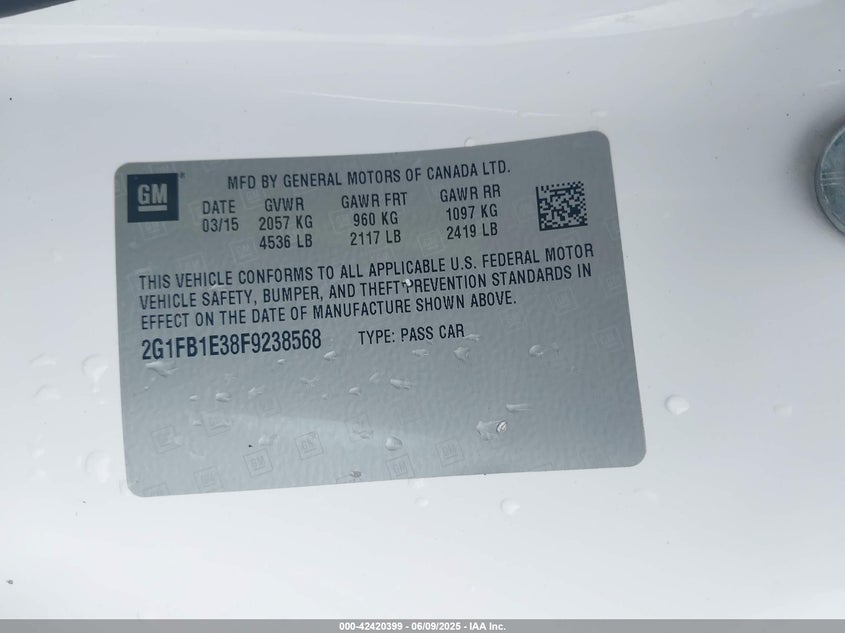 GM
MFD BY GENERAL MOTORS OF CANADA LTD.
DATE GVWR GAWR FRT GAWR RR
03/15 2057 KG 960 KG 1097 KG
4536 LB 2117 LB 2419 LB
THIS VEHICLE CONFORMS TO ALL APPLICABLE U.S. FEDERAL MOTOR
VEHICLE SAFETY, BUMPER, AND THEFT PREVENTION STANDARDS IN
EFFECT ON THE DATE OF MANUFACTURE SHOWN ABOVE.
2G1FB1E38F9238568 TYPE: PASS CAR
000-42420399 - 06/09/2025 - IAA Inc.